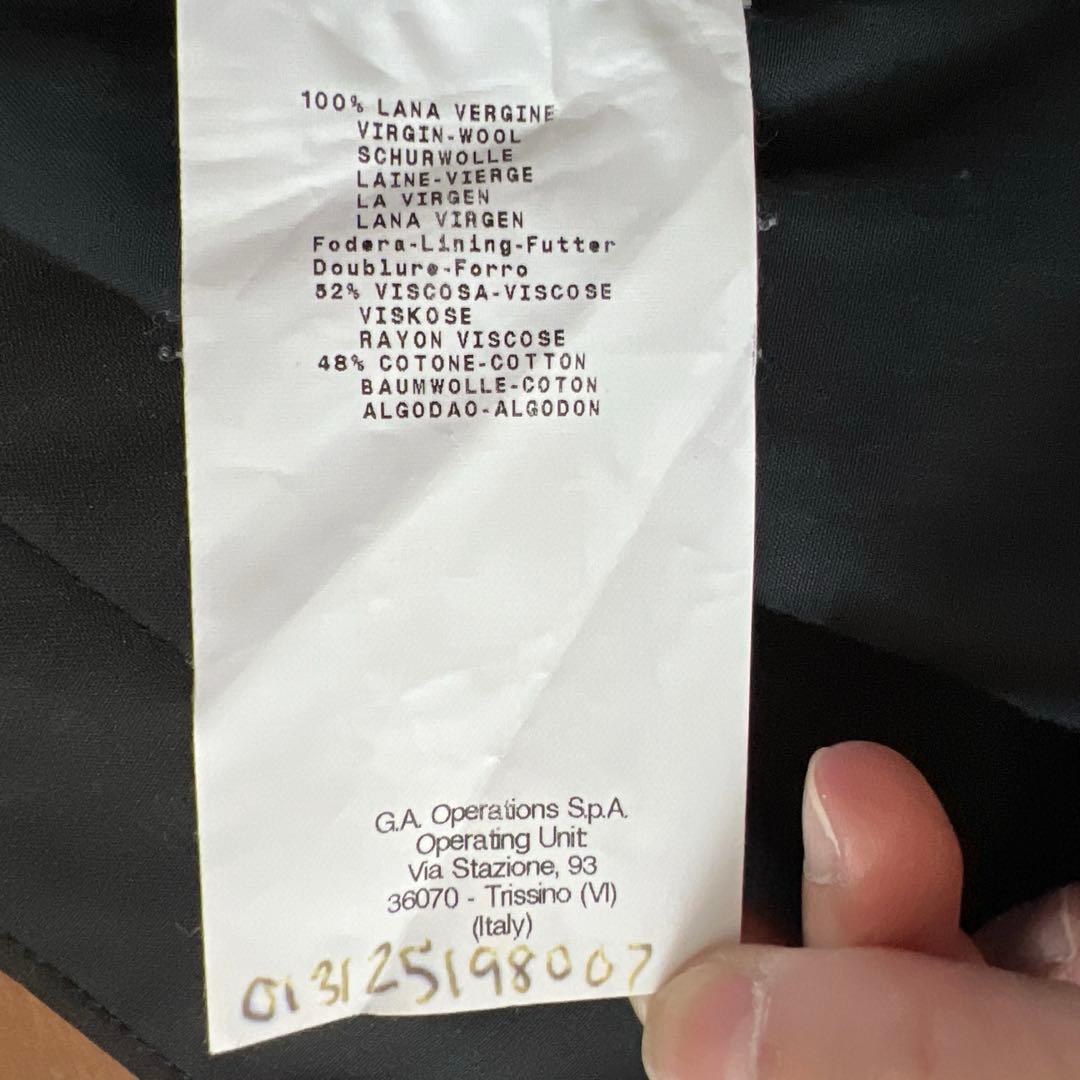 100% LANA VERGINE
VIRGIN-WOOL
SCHURWOLLE
LAINE-VIERGE
LA VIRGEN
LANA VIRGEN
Fodera-Lining-Futter
Doublure-Forro
52% VISCOSA-VISCOSE
VISKOSE
RAYON VISCOSE
48% COTONE-COTTON
BAUMWOLLE-COTON
ALGODAO-ALGODON
G.A. Operations S.p.A.
Operating Unit:
Via Stazione, 93
36070 - Trissino (VI)
(Italy)
013125198007